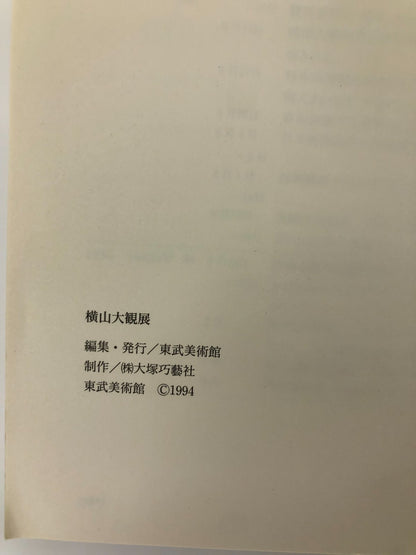 横山大観展
編集・発行／東武美術館
制作／㈱大塚巧藝社
東武美術館　©1994